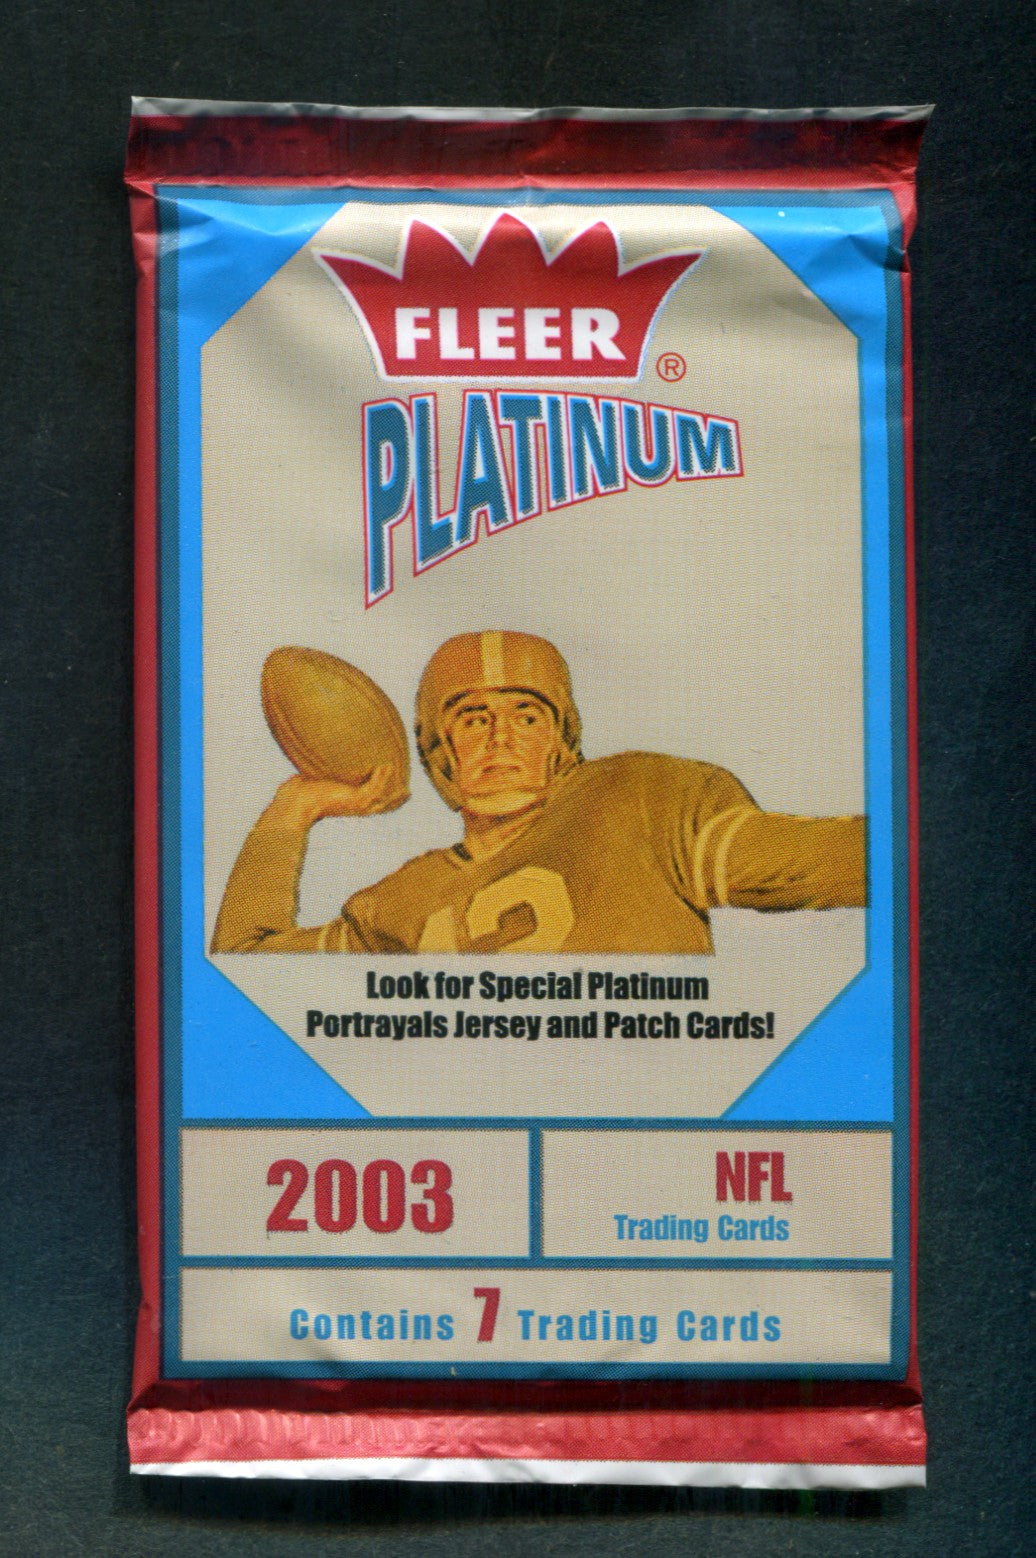 FLEER®
PLATINUM
12
Look for Special Platinum
Portrayals Jersey and Patch Cards!
2003
NFL
Trading Cards
Contains 7 Trading Cards